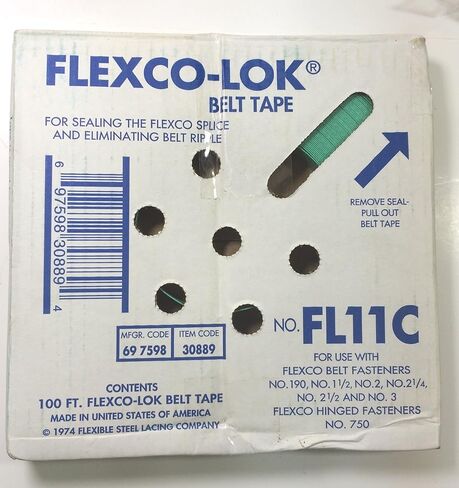 FLEXCO-LOK®
BELT TAPE
FOR SEALING THE FLEXCO SPLICE
AND ELIMINATING BELT RIPPLE
REMOVE SEAL-
PULL OUT
BELT TAPE
6 97598 30889 4
NO. FL11C
MFGR. CODE ITEM CODE
69 7598 30889
FOR USE WITH
FLEXCO BELT FASTENERS
NO.190, NO.1½, NO.2, NO.2¼,
NO. 2½ AND NO. 3
FLEXCO HINGED FASTENERS
NO. 750
CONTENTS
100 FT. FLEXCO-LOK BELT TAPE
MADE IN UNITED STATES OF AMERICA
© 1974 FLEXIBLE STEEL LACING COMPANY